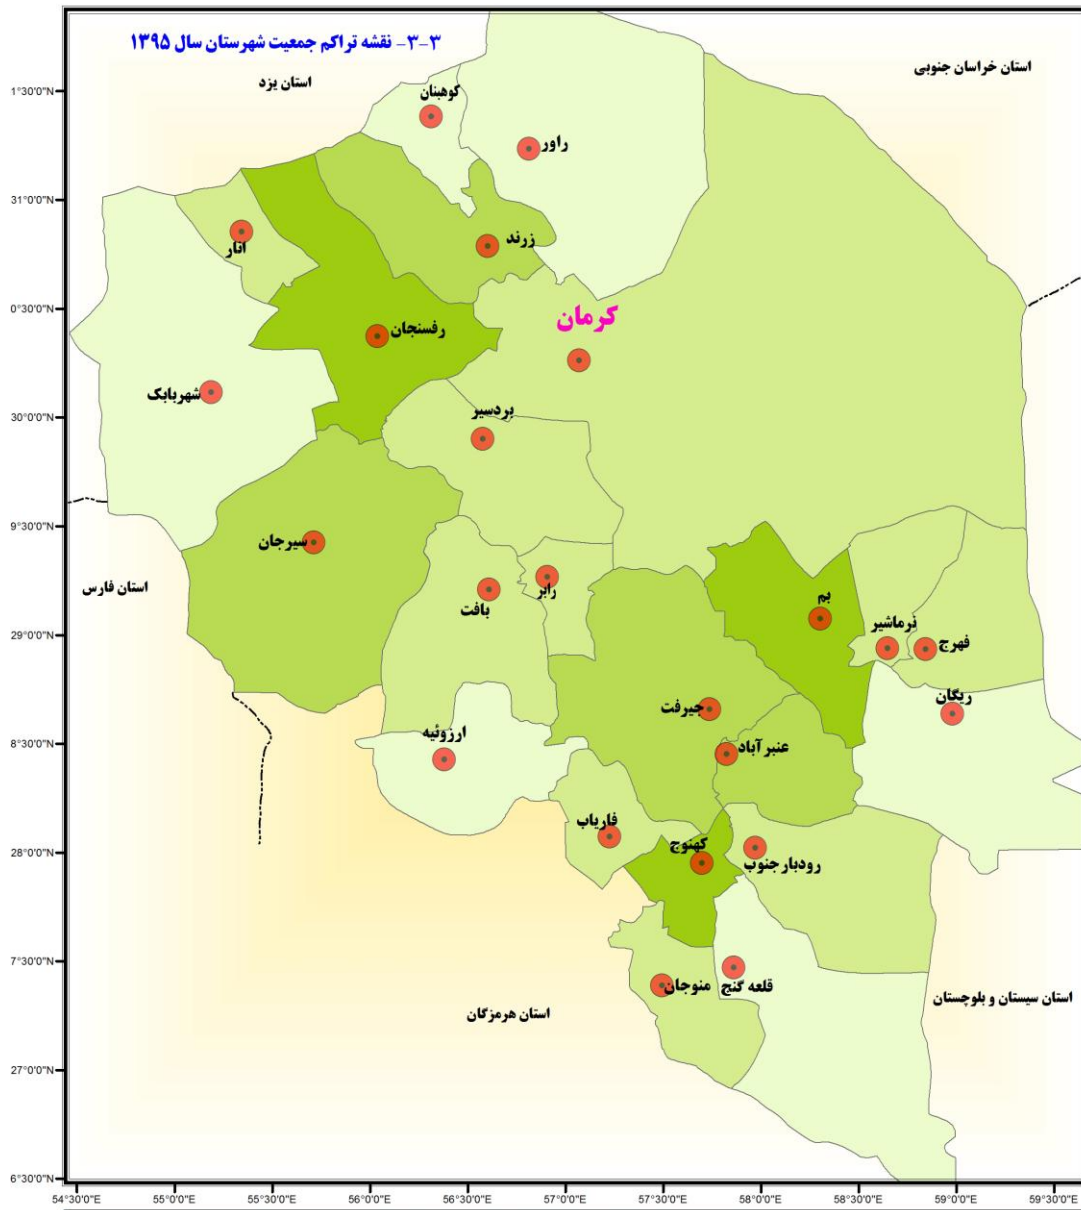 ۳-۳- نقشه تراکم جمعیت شهرستان سال ۱۳۹۵
استان خراسان جنوبی
استان یزد
کوهبنان
راور
زرند
انار
کرمان
رفسنجان
شهربابک
بردسیر
سیرجان
استان فارس
رابر
بافت
بم
نرماشیر
فهرج
ریگان
جیرفت
ارزوئیه
عنبرآباد
فاریاب
کهنوج
رودبار جنوب
قلعه گنج
منوجان
استان سیستان و بلوچستان
استان هرمزگان
1°30'0"N
31°0'0"N
0°30'0"N
30°0'0"N
9°30'0"N
29°0'0"N
8°30'0"N
28°0'0"N
7°30'0"N
27°0'0"N
6°30'0"N
54°30'0"E 55°0'0"E 55°30'0"E 56°0'0"E 56°30'0"E 57°0'0"E 57°30'0"E 58°0'0"E 58°30'0"E 59°0'0"E 59°30'0"E